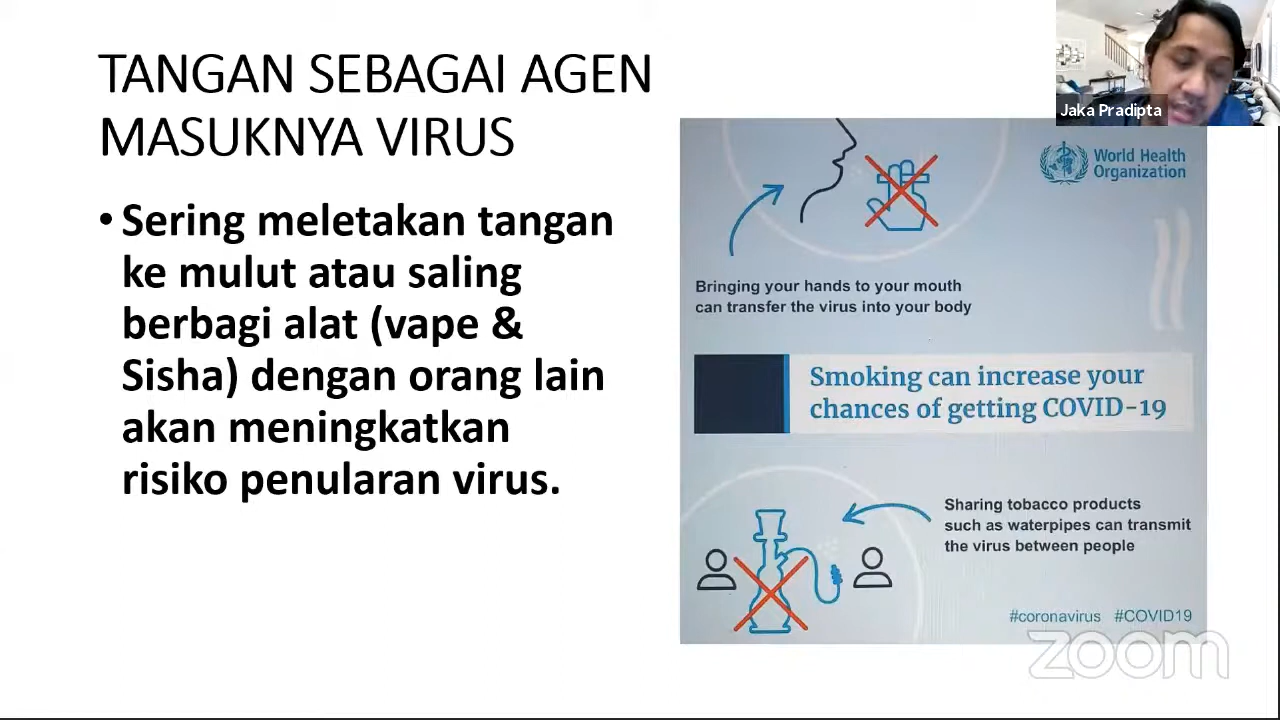 TANGAN SEBAGAI AGEN
MASUKNYA VIRUS
• Sering meletakan tangan
ke mulut atau saling
berbagi alat (vape &
Sisha) dengan orang lain
akan meningkatkan
risiko penularan virus.
Jaka Pradipta
World Health
Organization
Bringing your hands to your mouth
can transfer the virus into your body
Smoking can increase your
chances of getting COVID-19
Sharing tobacco products
such as waterpipes can transmit
the virus between people
#coronavirus #COVID19
zoom